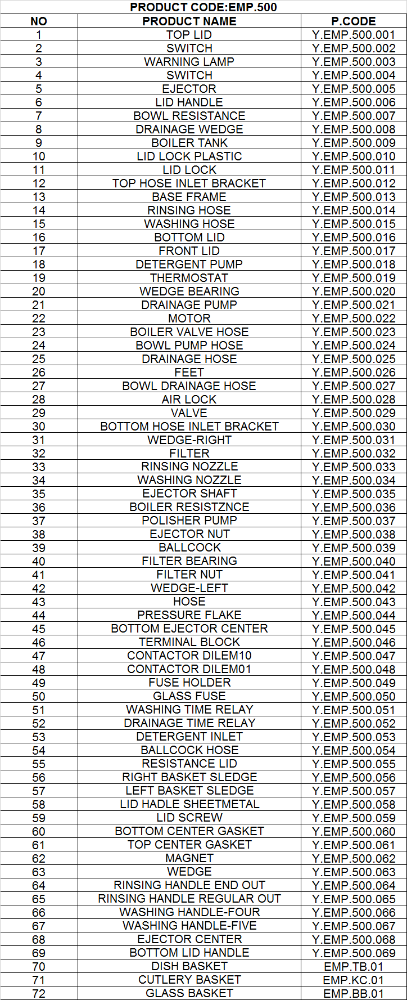 PRODUCT CODE:EMP.500
NO PRODUCT NAME P.CODE
1 TOP LID Y.EMP.500.001
2 SWITCH Y.EMP.500.002
3 WARNING LAMP Y.EMP.500.003
4 SWITCH Y.EMP.500.004
5 EJECTOR Y.EMP.500.005
6 LID HANDLE Y.EMP.500.006
7 BOWL RESISTANCE Y.EMP.500.007
8 DRAINAGE WEDGE Y.EMP.500.008
9 BOILER TANK Y.EMP.500.009
10 LID LOCK PLASTIC Y.EMP.500.010
11 LID LOCK Y.EMP.500.011
12 TOP HOSE INLET BRACKET Y.EMP.500.012
13 BASE FRAME Y.EMP.500.013
14 RINSING HOSE Y.EMP.500.014
15 WASHING HOSE Y.EMP.500.015
16 BOTTOM LID Y.EMP.500.016
17 FRONT LID Y.EMP.500.017
18 DETERGENT PUMP Y.EMP.500.018
19 THERMOSTAT Y.EMP.500.019
20 WEDGE BEARING Y.EMP.500.020
21 DRAINAGE PUMP Y.EMP.500.021
22 MOTOR Y.EMP.500.022
23 BOILER VALVE HOSE Y.EMP.500.023
24 BOWL PUMP HOSE Y.EMP.500.024
25 DRAINAGE HOSE Y.EMP.500.025
26 FEET Y.EMP.500.026
27 BOWL DRAINAGE HOSE Y.EMP.500.027
28 AIR LOCK Y.EMP.500.028
29 VALVE Y.EMP.500.029
30 BOTTOM HOSE INLET BRACKET Y.EMP.500.030
31 WEDGE-RIGHT Y.EMP.500.031
32 FILTER Y.EMP.500.032
33 RINSING NOZZLE Y.EMP.500.033
34 WASHING NOZZLE Y.EMP.500.034
35 EJECTOR SHAFT Y.EMP.500.035
36 BOILER RESISTZNCE Y.EMP.500.036
37 POLISHER PUMP Y.EMP.500.037
38 EJECTOR NUT Y.EMP.500.038
39 BALLCOCK Y.EMP.500.039
40 FILTER BEARING Y.EMP.500.040
41 FILTER NUT Y.EMP.500.041
42 WEDGE-LEFT Y.EMP.500.042
43 HOSE Y.EMP.500.043
44 PRESSURE FLAKE Y.EMP.500.044
45 BOTTOM EJECTOR CENTER Y.EMP.500.045
46 TERMINAL BLOCK Y.EMP.500.046
47 CONTACTOR DILEM10 Y.EMP.500.047
48 CONTACTOR DILEM01 Y.EMP.500.048
49 FUSE HOLDER Y.EMP.500.049
50 GLASS FUSE Y.EMP.500.050
51 WASHING TIME RELAY Y.EMP.500.051
52 DRAINAGE TIME RELAY Y.EMP.500.052
53 DETERGENT INLET Y.EMP.500.053
54 BALLCOCK HOSE Y.EMP.500.054
55 RESISTANCE LID Y.EMP.500.055
56 RIGHT BASKET SLEDGE Y.EMP.500.056
57 LEFT BASKET SLEDGE Y.EMP.500.057
58 LID HADLE SHEETMETAL Y.EMP.500.058
59 LID SCREW Y.EMP.500.059
60 BOTTOM CENTER GASKET Y.EMP.500.060
61 TOP CENTER GASKET Y.EMP.500.061
62 MAGNET Y.EMP.500.062
63 WEDGE Y.EMP.500.063
64 RINSING HANDLE END OUT Y.EMP.500.064
65 RINSING HANDLE REGULAR OUT Y.EMP.500.065
66 WASHING HANDLE-FOUR Y.EMP.500.066
67 WASHING HANDLE-FIVE Y.EMP.500.067
68 EJECTOR CENTER Y.EMP.500.068
69 BOTTOM LID HANDLE Y.EMP.500.069
70 DISH BASKET EMP.TB.01
71 CUTLERY BASKET EMP.KC.01
72 GLASS BASKET EMP.BB.01